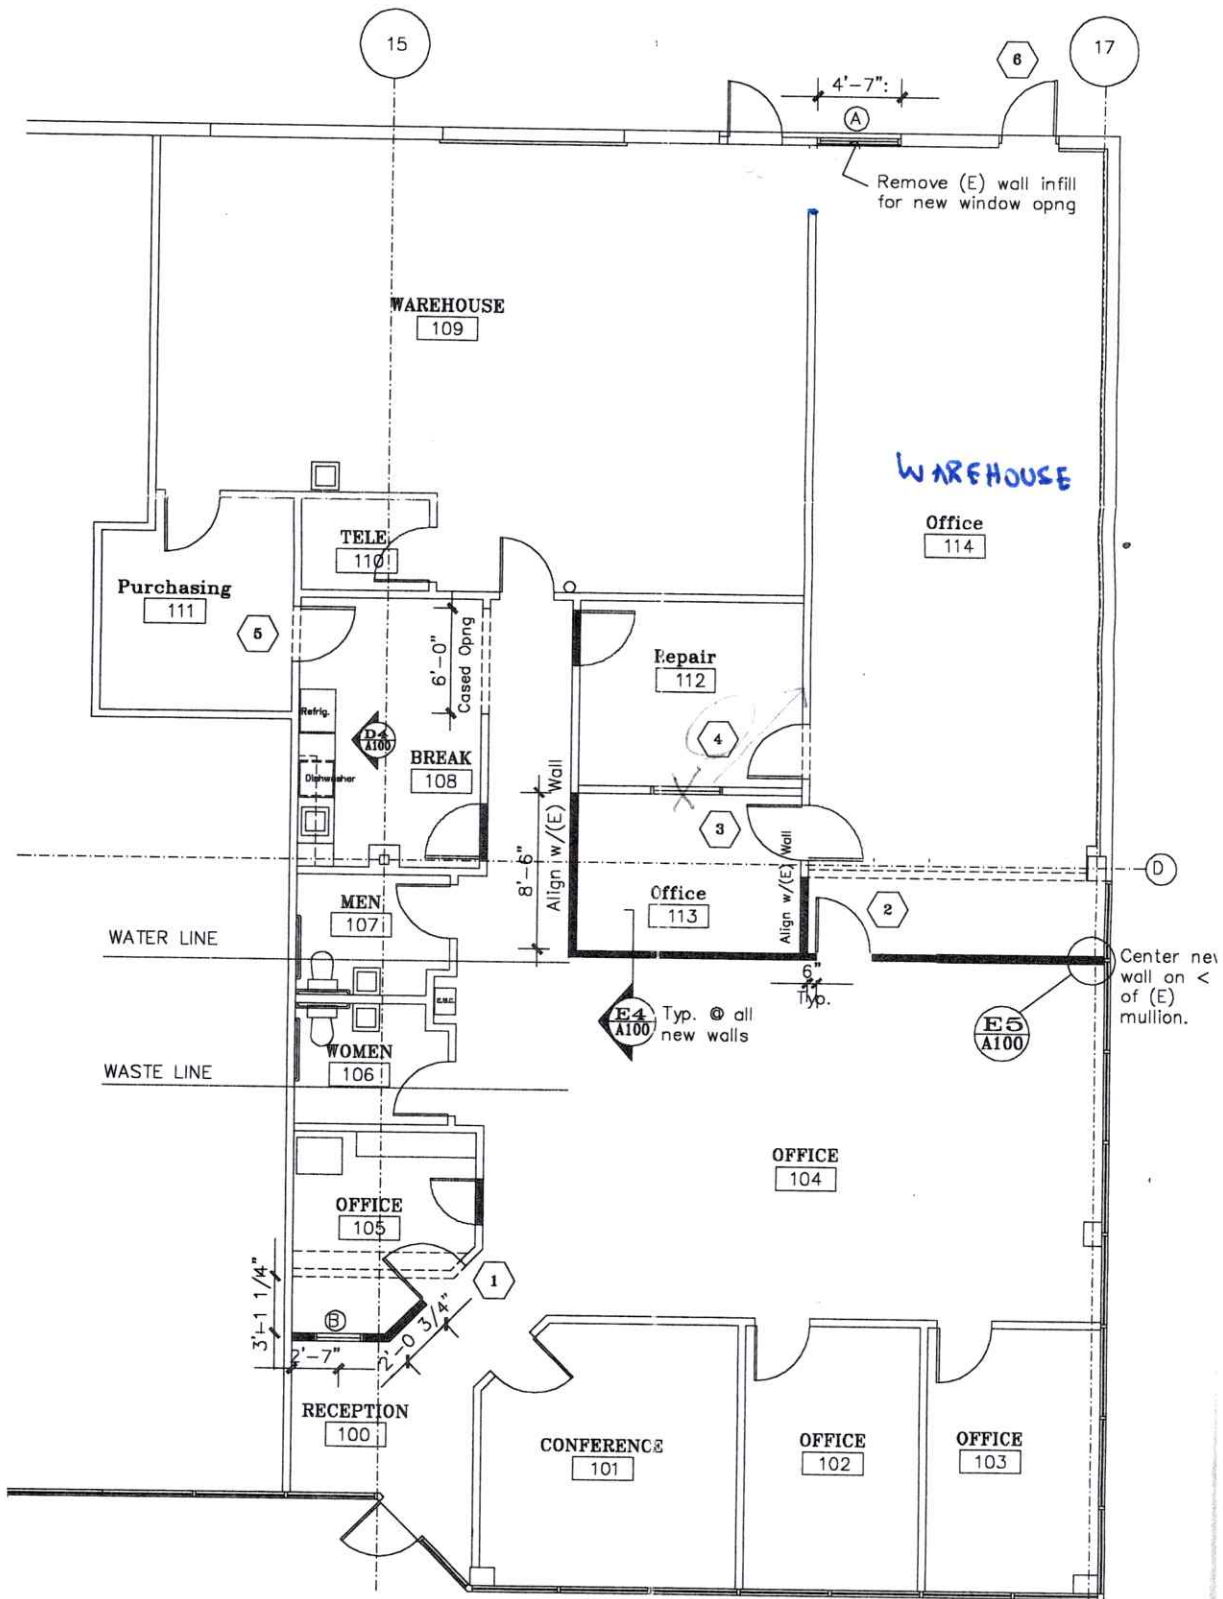 15
17
6
4'-7":
A
Remove (E) wall infill
for new window opng
WAREHOUSE
109
WAREHOUSE
Office
114
TELE
110
Purchasing
111
5
6'-0"
Cased Opng
Repair
112
Refrig.
D4
A100
4
BREAK
108
Dishwasher
3
8'-6"
Align w/(E) Wall
Align w/(E) Wall
D
Office
113
2
MEN
107
WATER LINE
6"
Typ.
Center new
wall on <
of (E)
mullion.
E4
A100
Typ. @ all
new walls
E5
A100
WOMEN
106
WASTE LINE
OFFICE
104
OFFICE
105
1
3'-1 1/4"
B
2'-0 3/4"
2'-7"
RECEPTION
100
CONFERENCE
101
OFFICE
102
OFFICE
103